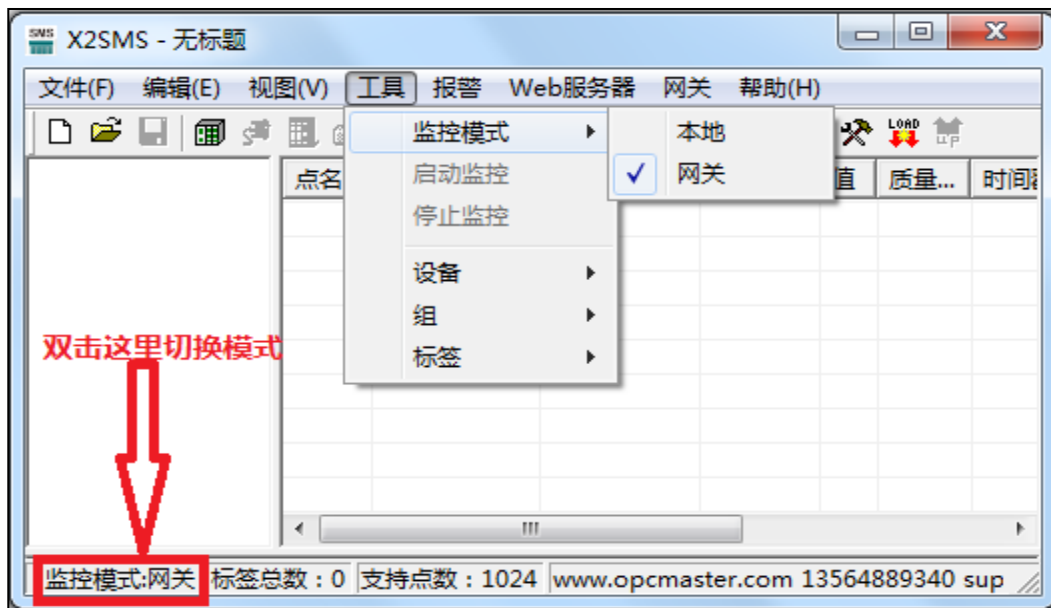 SMS X2SMS - 无标题
文件(F) 编辑(E) 视图(V) 工具 报警 Web服务器 网关 帮助(H)
监控模式 本地
LOAD
UP
点名 启动监控 网关 值 质量... 时间
停止监控
设备
组
标签
双击这里切换模式
监控模式:网关 标签总数：0 支持点数：1024 www.opcmaster.com 13564889340 sup